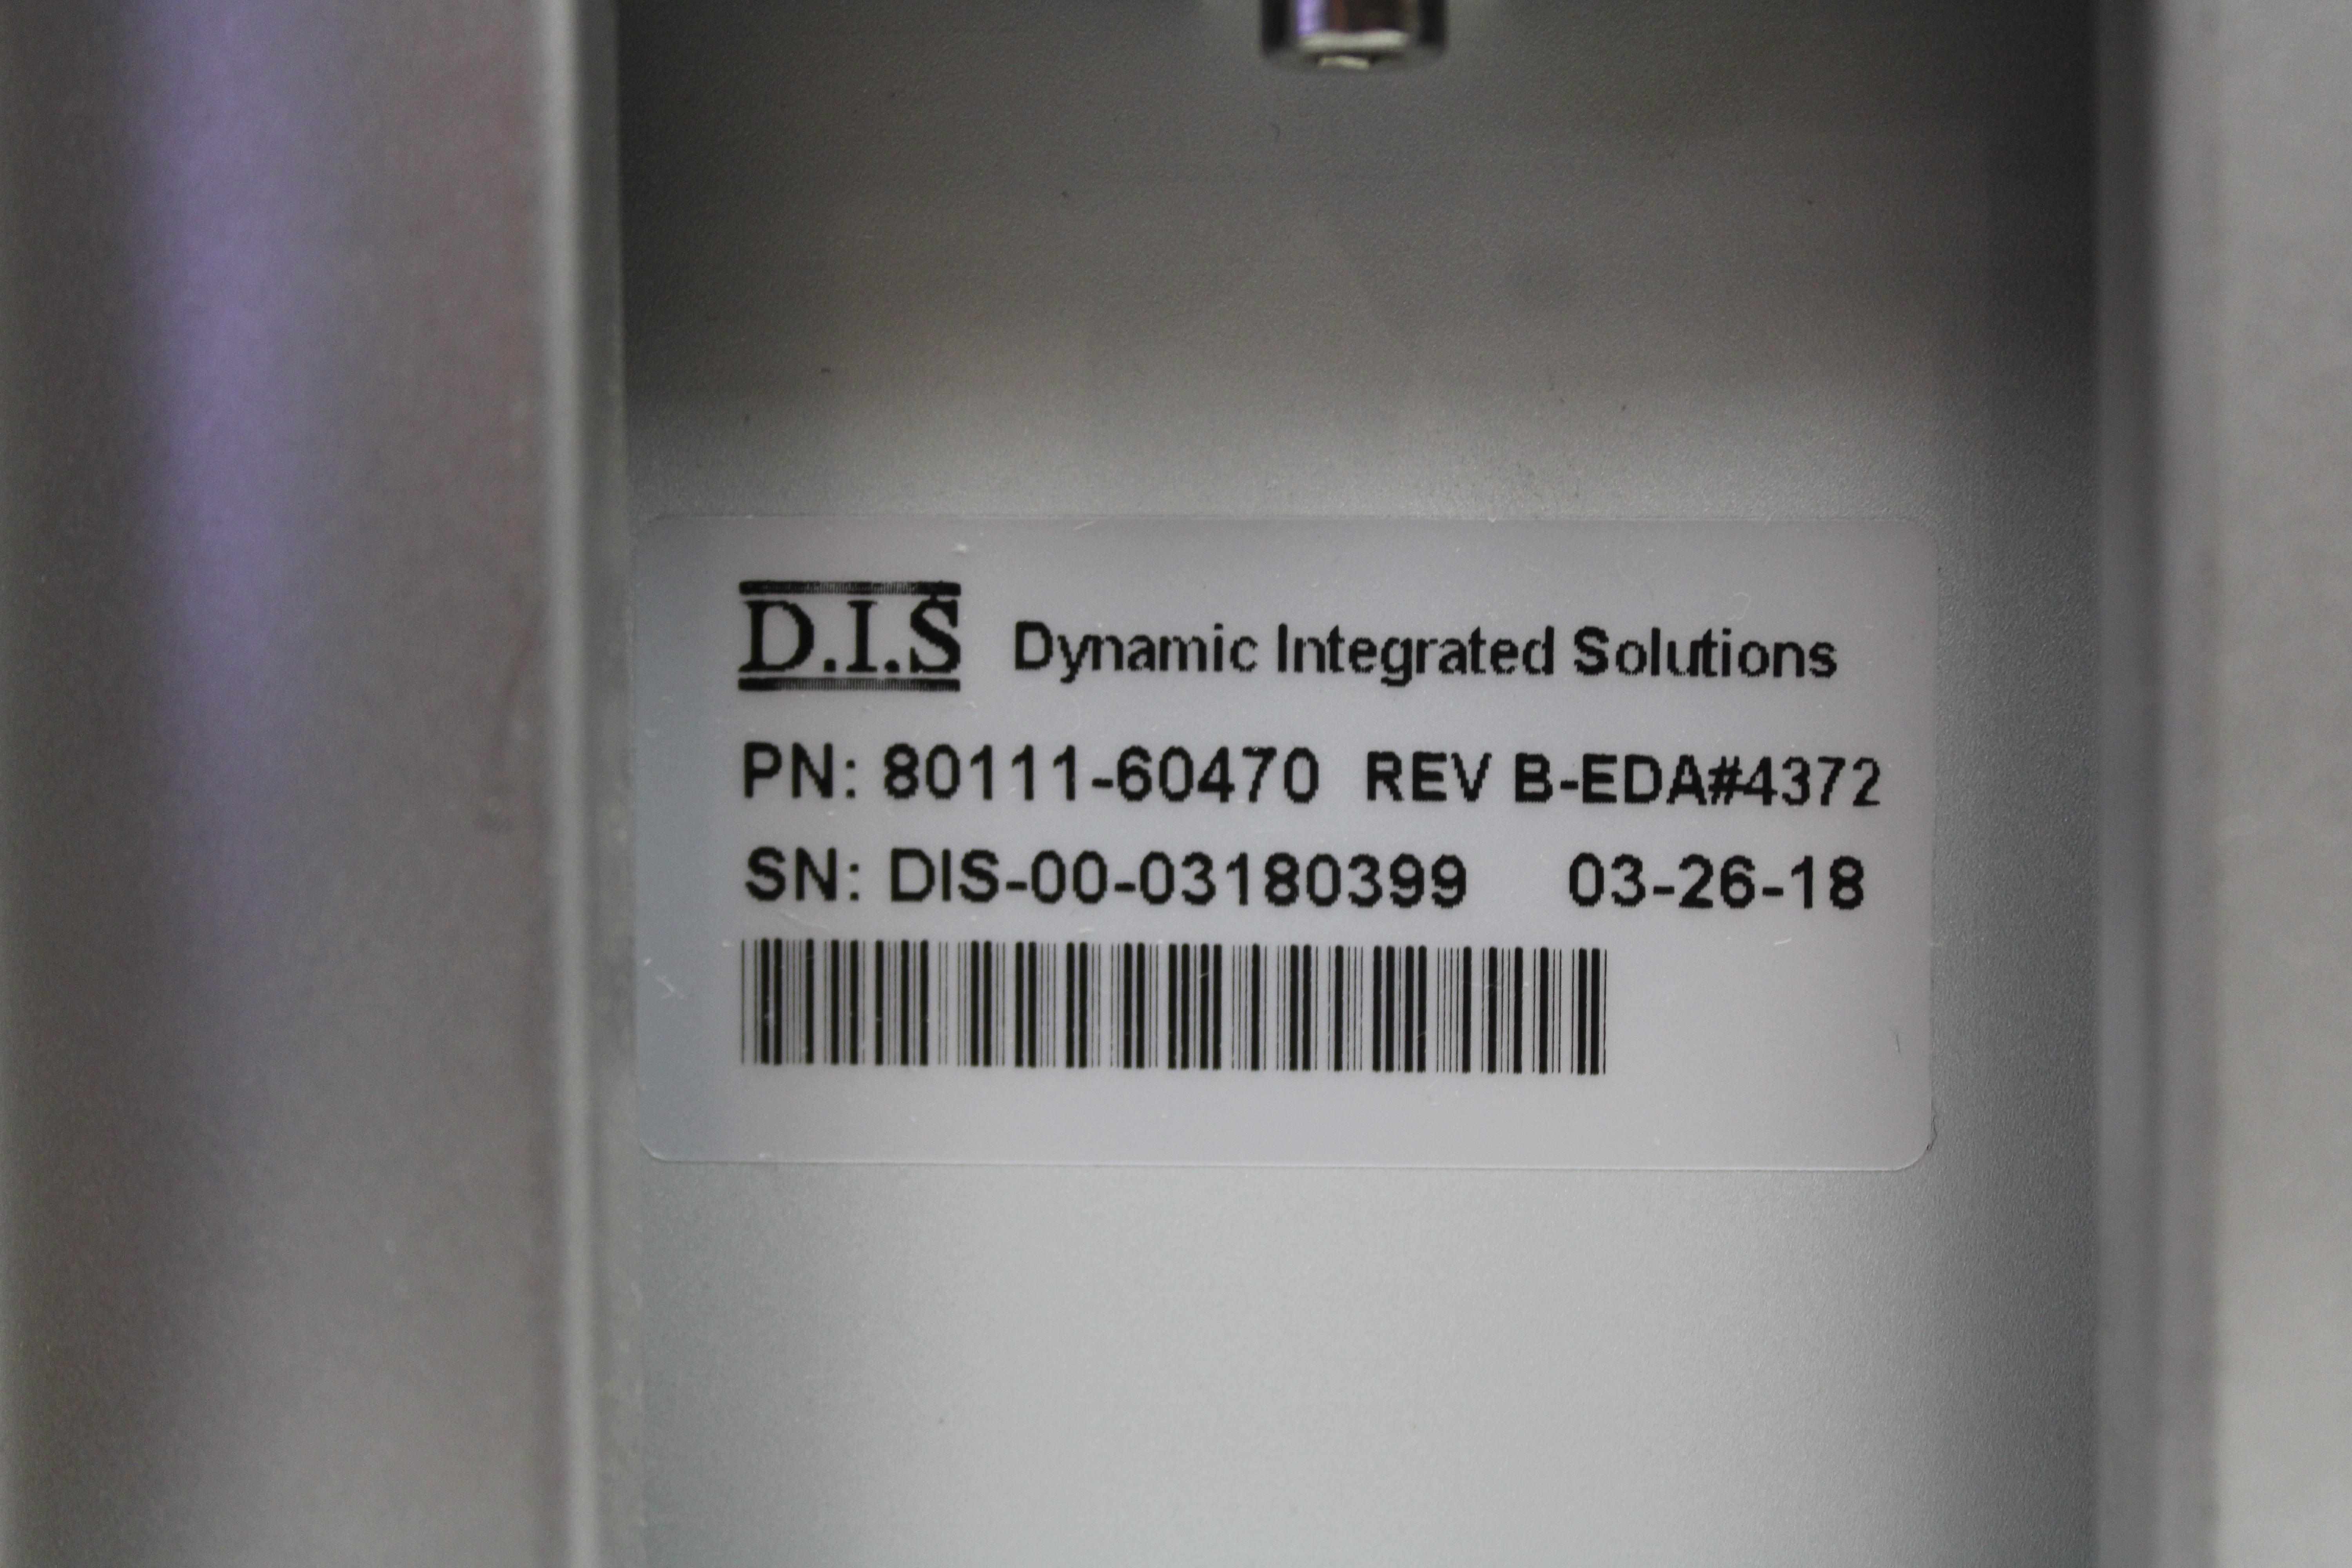 D.I.S Dynamic Integrated Solutions
PN: 80111-60470 REV B-EDA#4372
SN: DIS-00-03180399 03-26-18